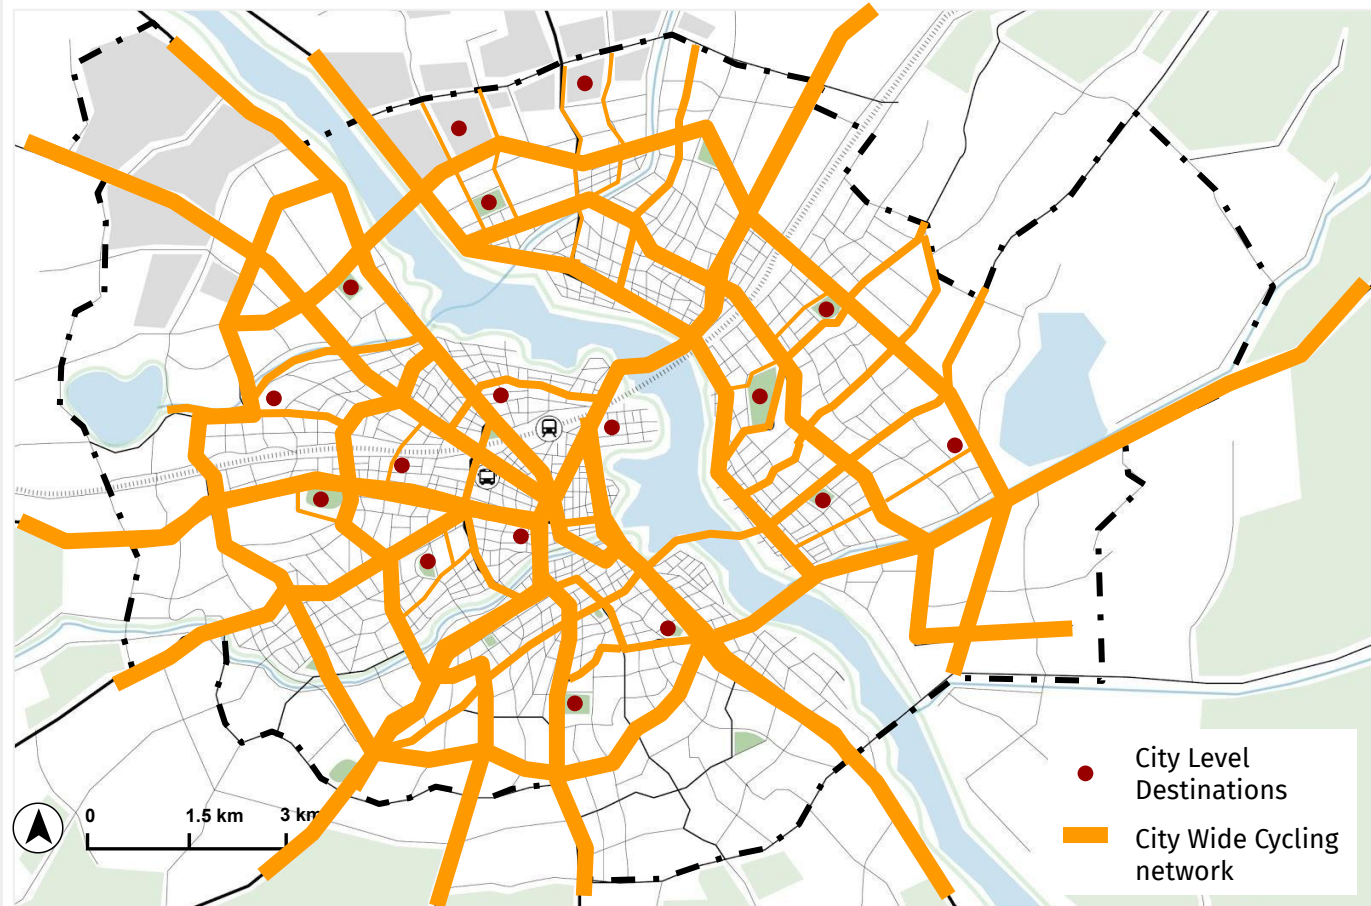 0
1.5 km
3 km
City Level
Destinations
City Wide Cycling
network